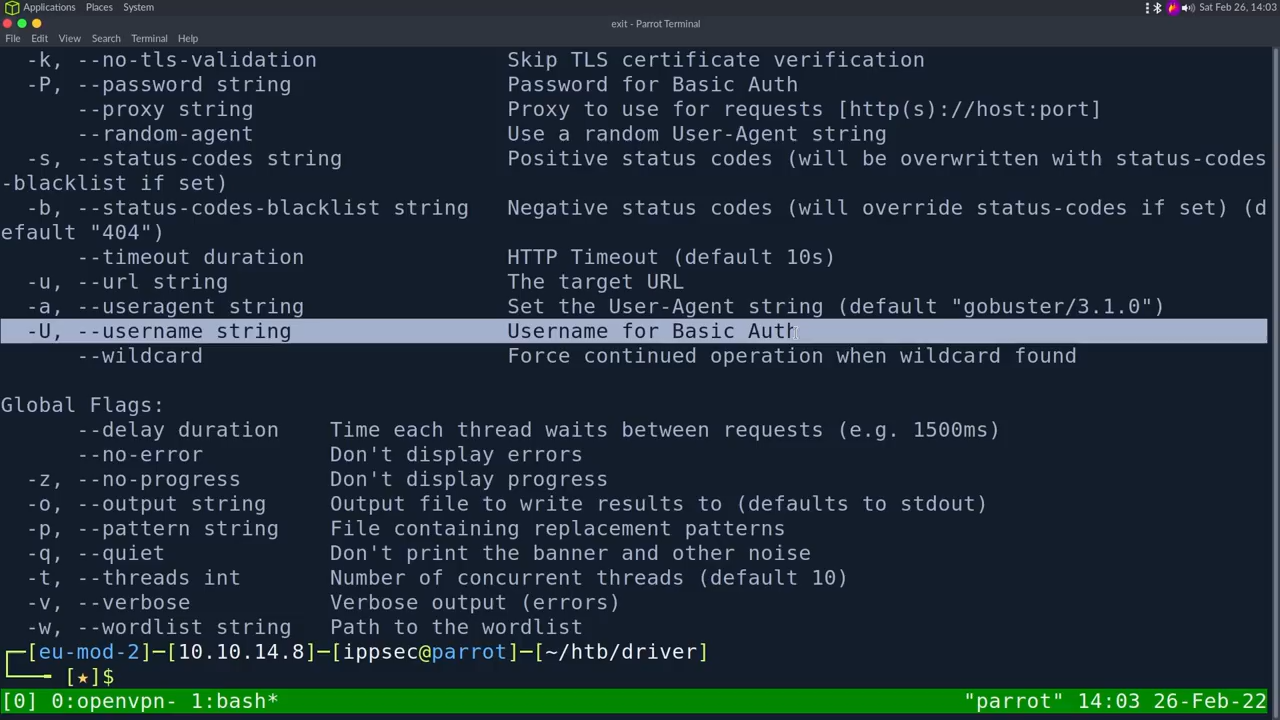 Applications Places System Sat Feb 26, 14:03
exit - Parrot Terminal
File Edit View Search Terminal Help
-k, --no-tls-validation Skip TLS certificate verification
-P, --password string Password for Basic Auth
--proxy string Proxy to use for requests [http(s)://host:port]
--random-agent Use a random User-Agent string
-s, --status-codes string Positive status codes (will be overwritten with status-codes
-blacklist if set)
-b, --status-codes-blacklist string Negative status codes (will override status-codes if set) (d
efault "404")
--timeout duration HTTP Timeout (default 10s)
-u, --url string The target URL
-a, --useragent string Set the User-Agent string (default "gobuster/3.1.0")
-U, --username string Username for Basic Auth
--wildcard Force continued operation when wildcard found
Global Flags:
--delay duration Time each thread waits between requests (e.g. 1500ms)
--no-error Don't display errors
-z, --no-progress Don't display progress
-o, --output string Output file to write results to (defaults to stdout)
-p, --pattern string File containing replacement patterns
-q, --quiet Don't print the banner and other noise
-t, --threads int Number of concurrent threads (default 10)
-v, --verbose Verbose output (errors)
-w, --wordlist string Path to the wordlist
┌─[eu-mod-2]─[10.10.14.8]─[ippsec@parrot]─[~/htb/driver]
└──╼ [★]$
[0] 0:openvpn- 1:bash* "parrot" 14:03 26-Feb-22